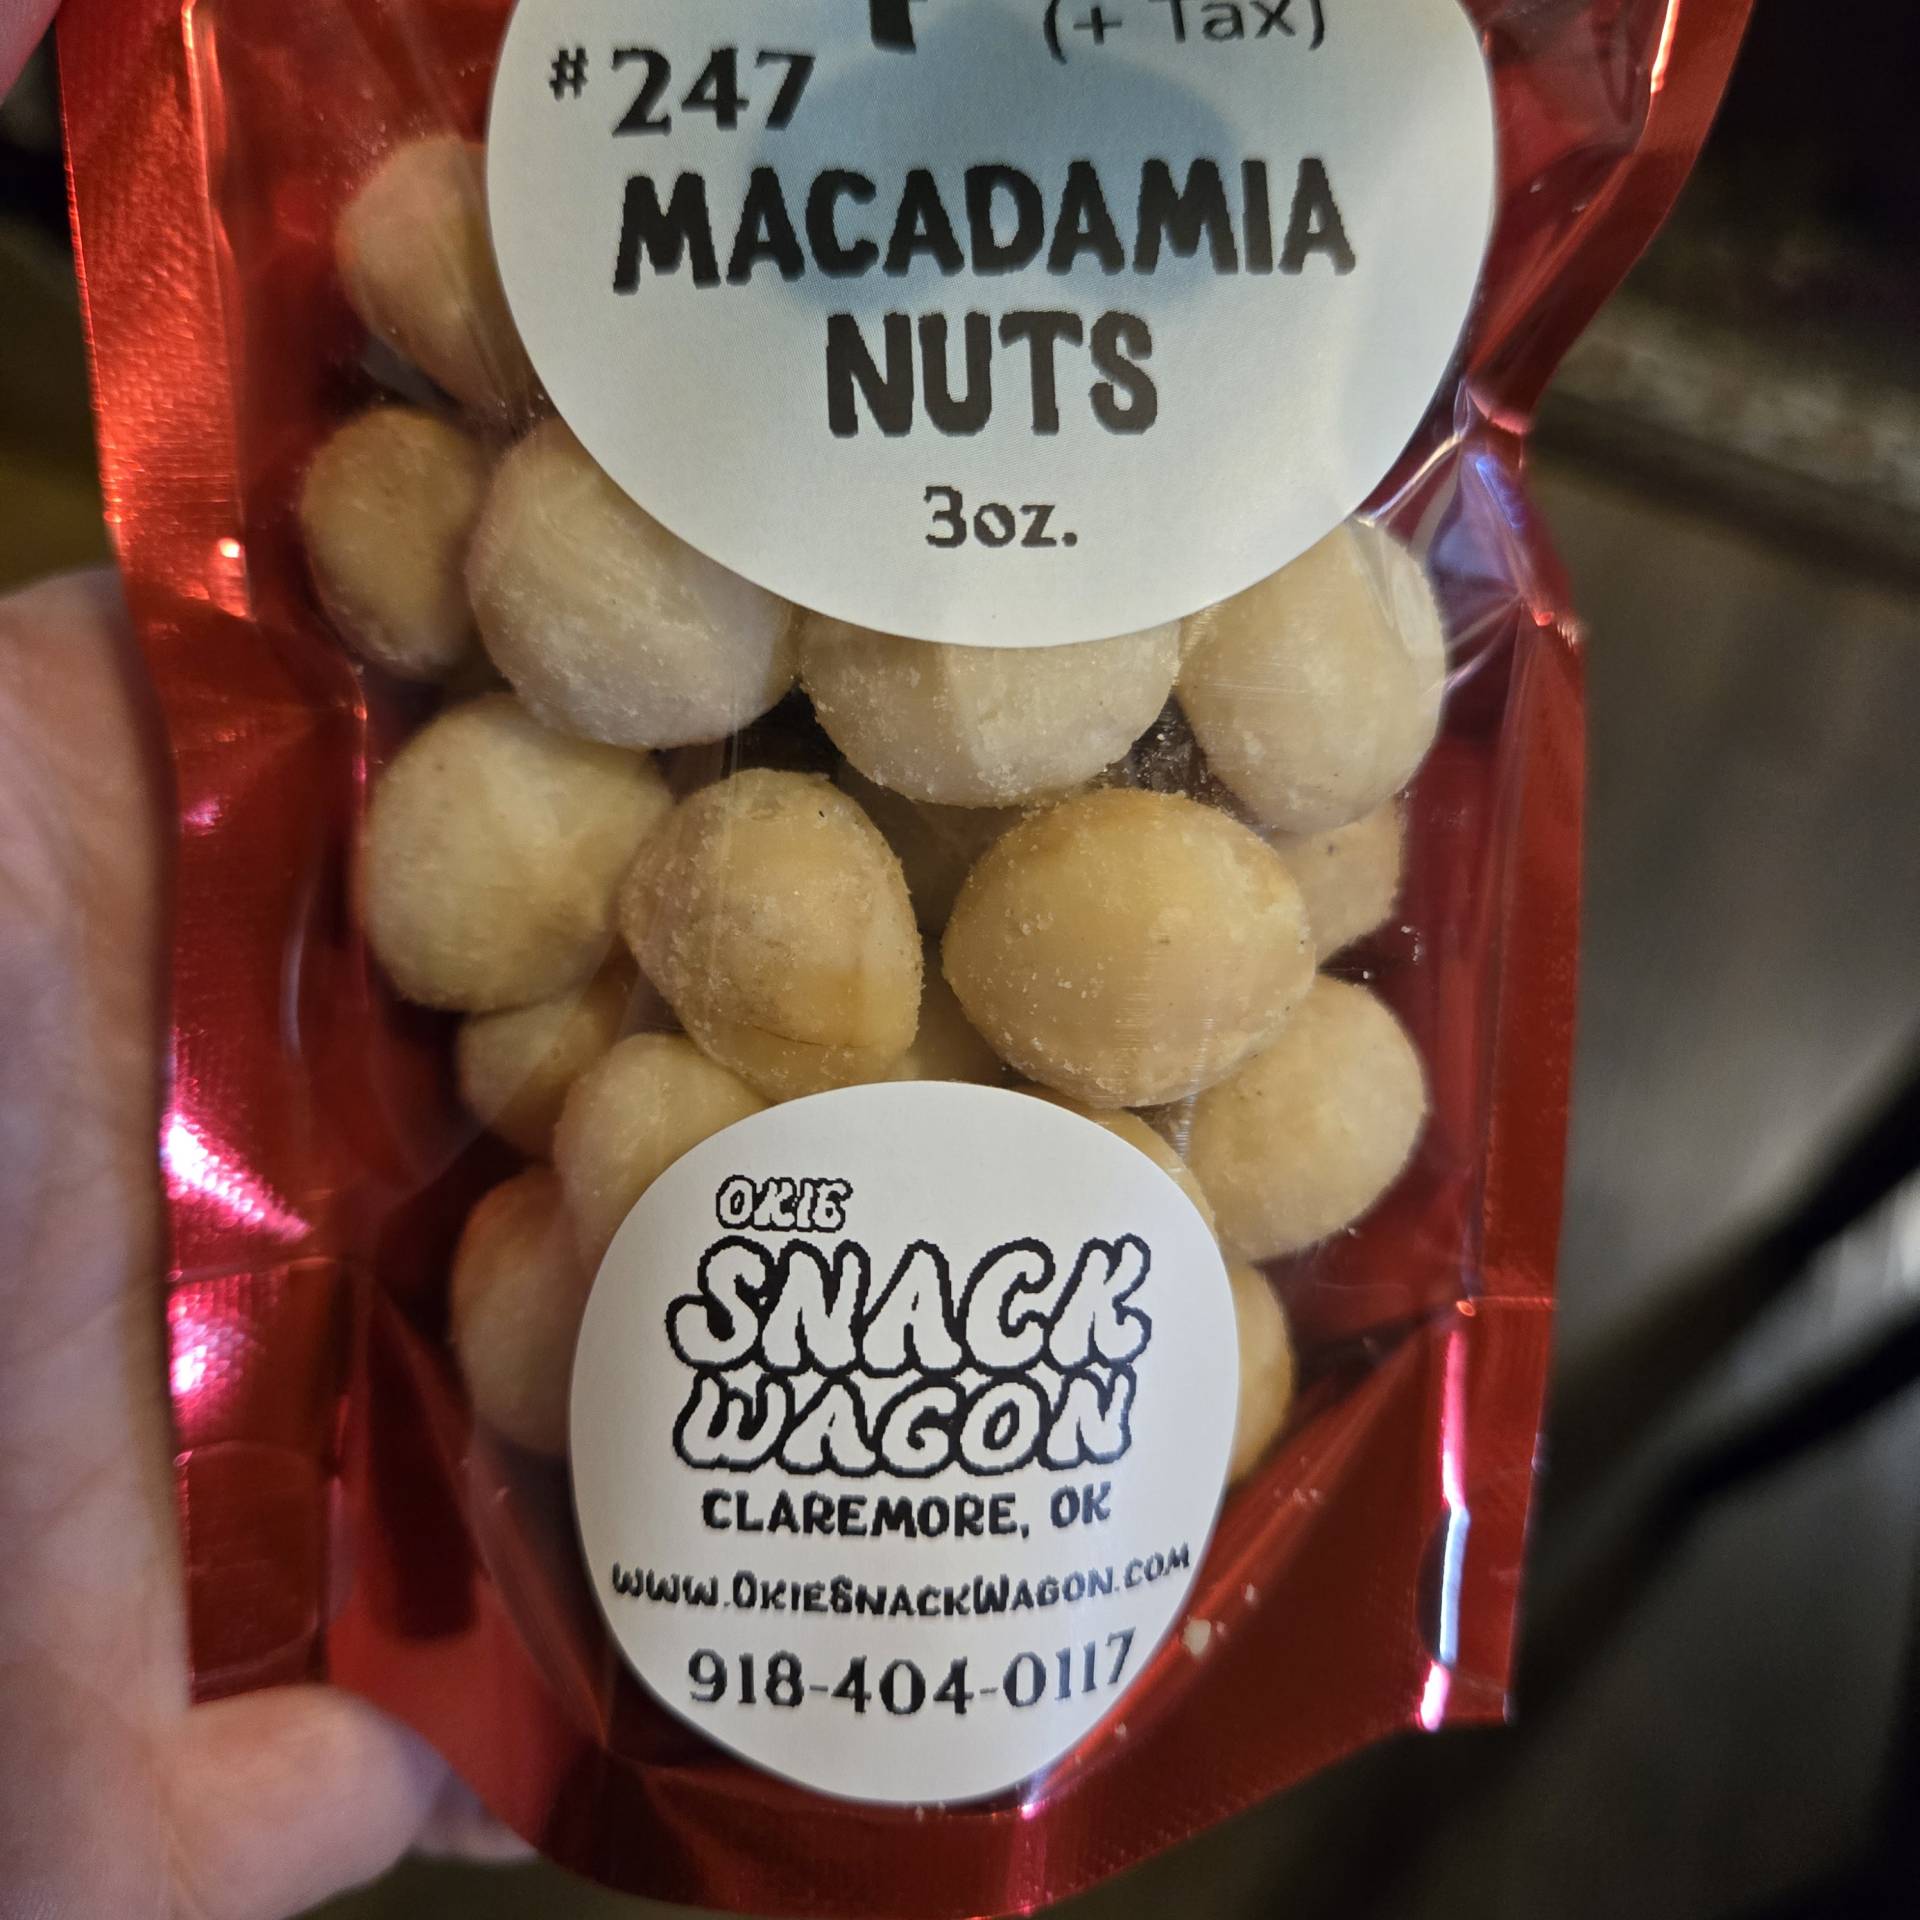 (+ Tax)
#247
MACADAMIA
NUTS
3oz.
OKIE
SNACK
WAGON
CLAREMORE, OK
www.OkieSnackWagon.com
918-404-0117